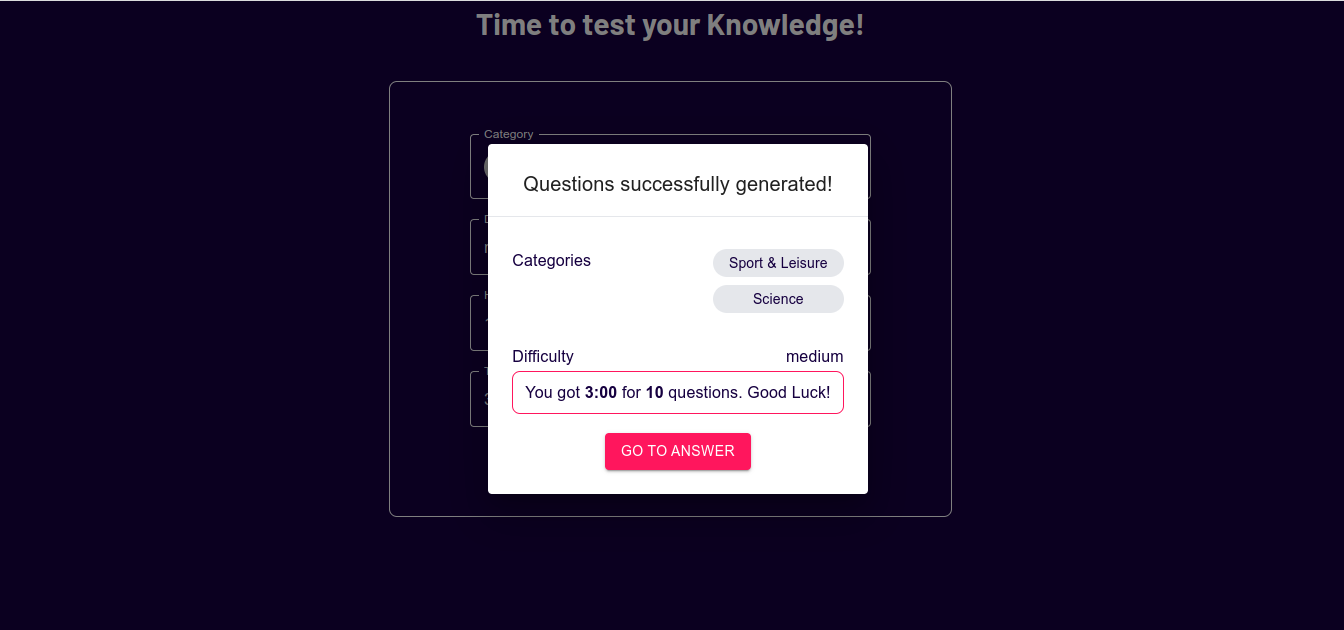 Time to test your Knowledge!
Category
Questions successfully generated!
Categories
Sport & Leisure
Science
Difficulty medium
You got 3:00 for 10 questions. Good Luck!
GO TO ANSWER